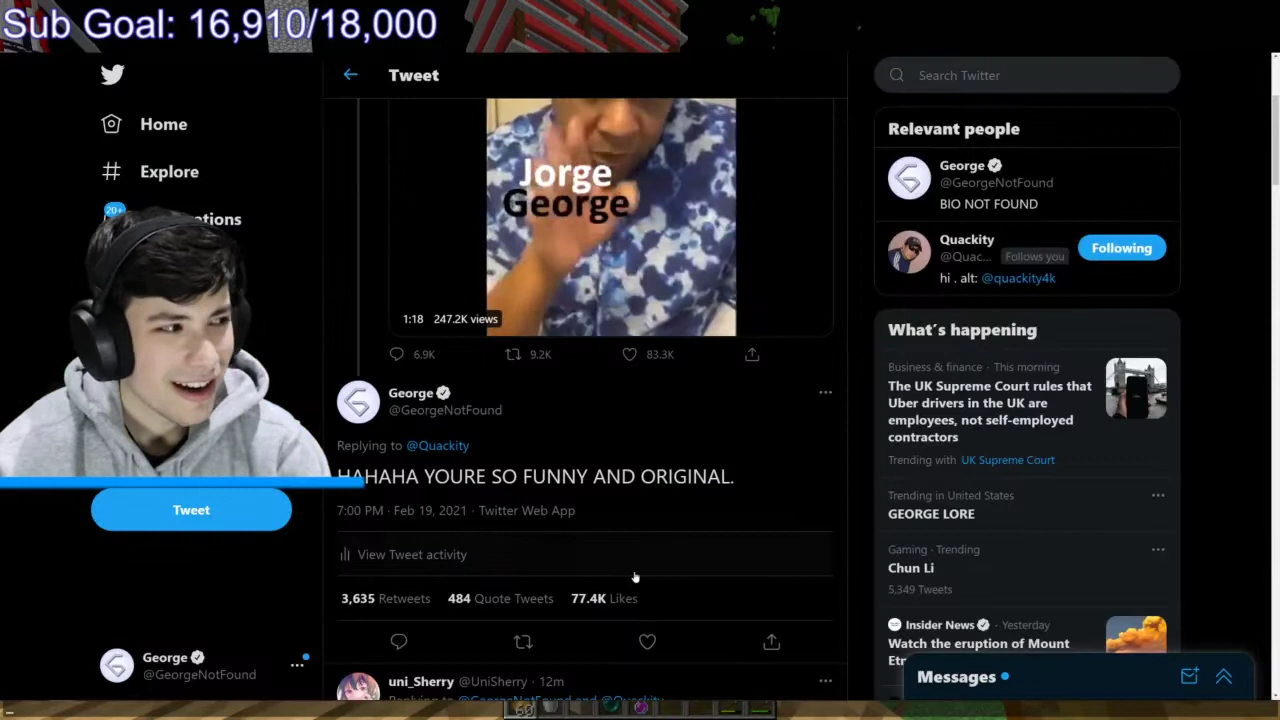 Sub Goal: 16,910/18,000
Home
Explore
20+
Tweet
George
@GeorgeNotFound
Tweet
Jorge
George
1:18 247.2K views
6.9K 9.2K 83.3K
George
@GeorgeNotFound
Replying to @Quackity
HAHAHA YOURE SO FUNNY AND ORIGINAL.
7:00 PM · Feb 19, 2021 · Twitter Web App
View Tweet activity
3,635 Retweets 484 Quote Tweets 77.4K Likes
uni_Sherry @UniSherry · 12m
Replying to @GeorgeNotFound and @Quackity
Search Twitter
Relevant people
George
@GeorgeNotFound
BIO NOT FOUND
Quackity
@Quac... Follows you
Following
hi . alt: @quackity4k
What's happening
Business & finance · This morning
The UK Supreme Court rules that
Uber drivers in the UK are
employees, not self-employed
contractors
Trending with UK Supreme Court
Trending in United States
GEORGE LORE
Gaming · Trending
Chun Li
5,349 Tweets
Insider News · Yesterday
Watch the eruption of Mount
Messages